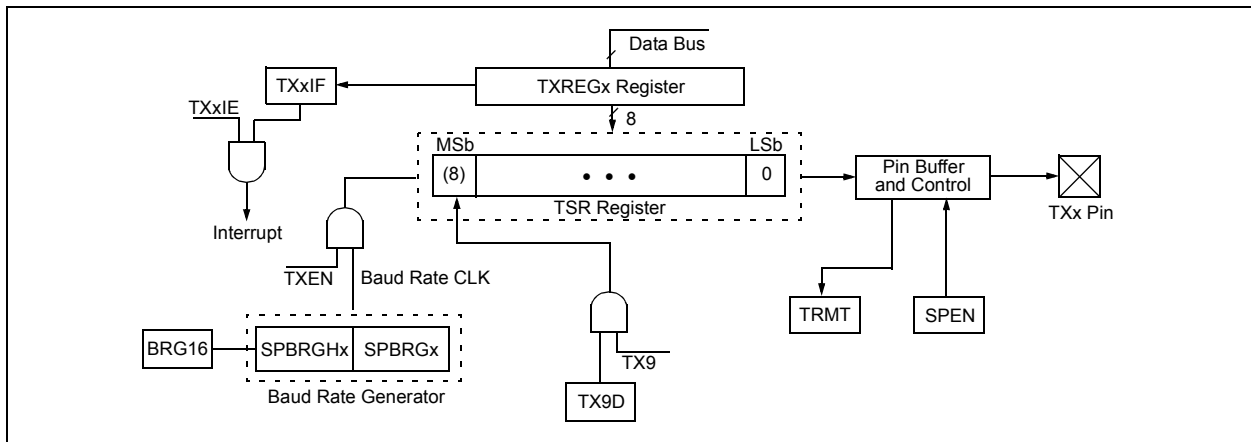 Data Bus
TXxIF
TXREGx Register
TXxIE
8
MSb
LSb
(8)
• • •
0
Pin Buffer
and Control
TSR Register
TXx Pin
Interrupt
TXEN
Baud Rate CLK
TRMT
SPEN
BRG16
SPBRGHx
SPBRGx
TX9
Baud Rate Generator
TX9D